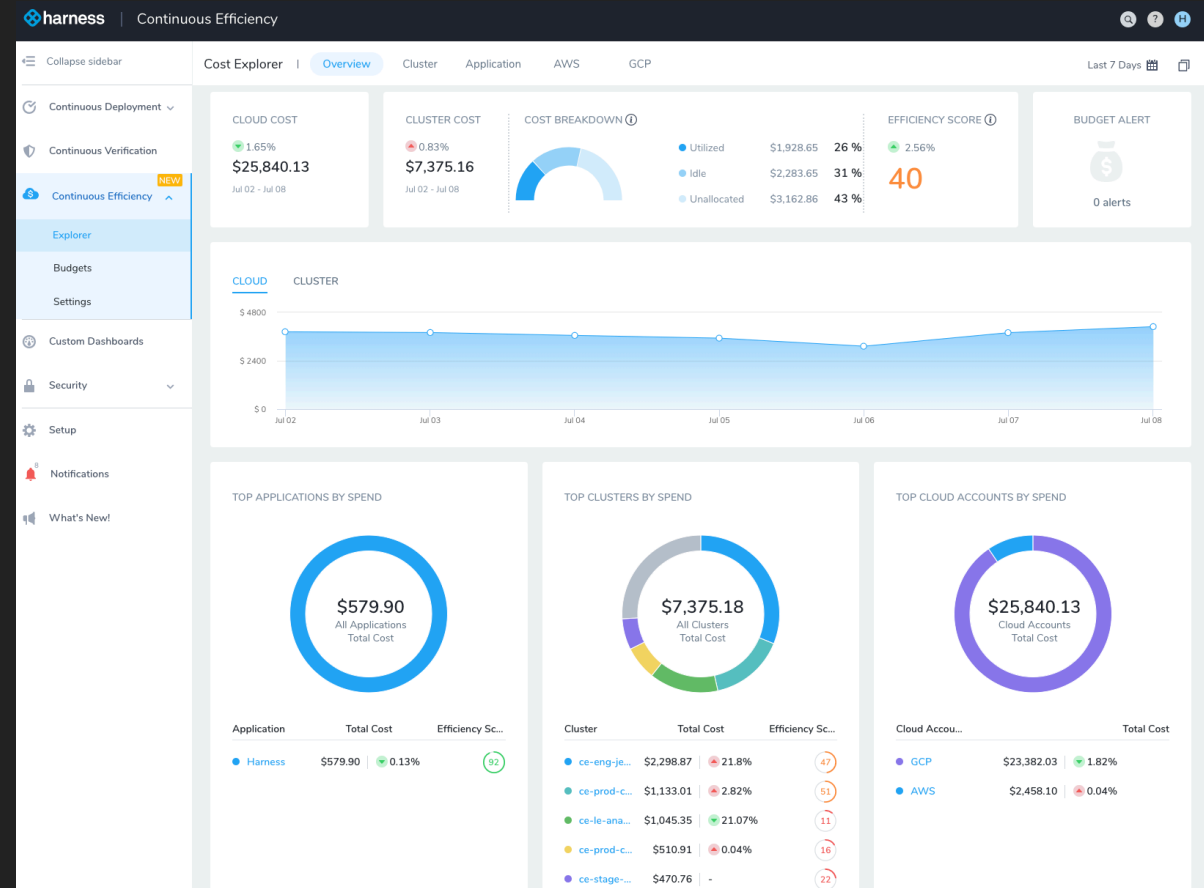 harness | Continuous Efficiency
H
Collapse sidebar
Continuous Deployment
Continuous Verification
NEW
Continuous Efficiency
Explorer
Budgets
Settings
Custom Dashboards
Security
Setup
8
Notifications
What's New!
Cost Explorer | Overview Cluster Application AWS GCP
Last 7 Days
CLOUD COST
1.65%
$25,840.13
Jul 02 - Jul 08
CLUSTER COST
0.83%
$7,375.16
Jul 02 - Jul 08
COST BREAKDOWN
Utilized $1,928.65 26 %
Idle $2,283.65 31 %
Unallocated $3,162.86 43 %
EFFICIENCY SCORE
2.56%
40
BUDGET ALERT
$
0 alerts
CLOUD CLUSTER
$ 4800
$ 2400
$ 0
Jul 02 Jul 03 Jul 04 Jul 05 Jul 06 Jul 07 Jul 08
TOP APPLICATIONS BY SPEND
$579.90
All Applications
Total Cost
Application Total Cost Efficiency Sc...
Harness $579.90 0.13% 92
TOP CLUSTERS BY SPEND
$7,375.18
All Clusters
Total Cost
Cluster Total Cost Efficiency Sc...
ce-eng-je... $2,298.87 21.8% 47
ce-prod-c... $1,133.01 2.82% 51
ce-le-ana... $1,045.35 21.07% 11
ce-prod-c... $510.91 0.04% 16
ce-stage-... $470.76 - 22
TOP CLOUD ACCOUNTS BY SPEND
$25,840.13
Cloud Accounts
Total Cost
Cloud Accou... Total Cost
GCP $23,382.03 1.82%
AWS $2,458.10 0.04%